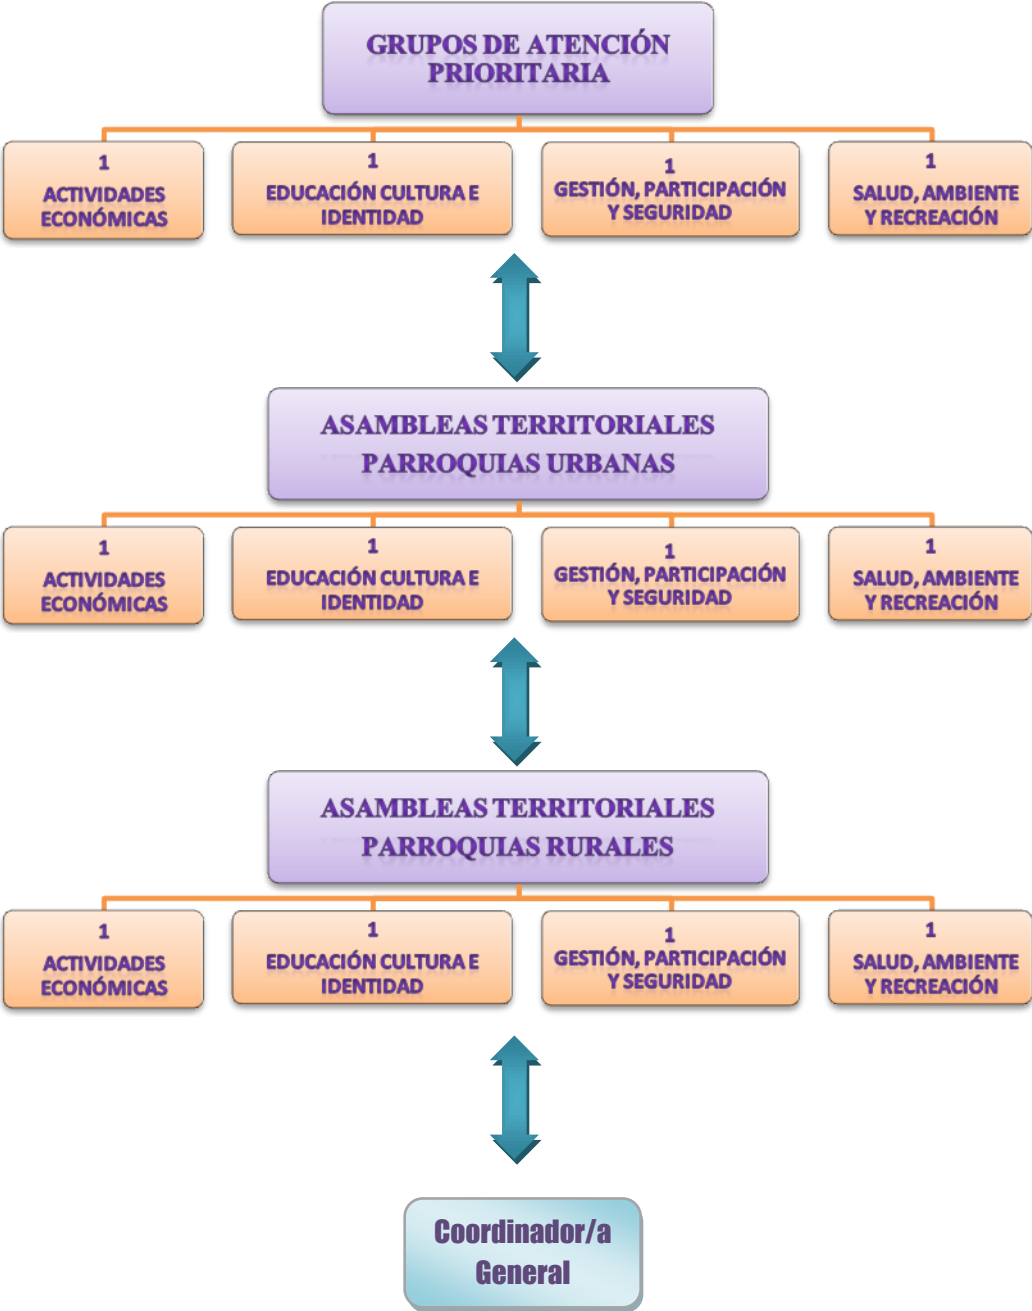 GRUPOS DE ATENCIÓN
PRIORITARIA
1
ACTIVIDADES
ECONÓMICAS
1
EDUCACIÓN CULTURA E
IDENTIDAD
1
GESTIÓN, PARTICIPACIÓN
Y SEGURIDAD
1
SALUD, AMBIENTE
Y RECREACIÓN
ASAMBLEAS TERRITORIALES
PARROQUIAS URBANAS
1
ACTIVIDADES
ECONÓMICAS
1
EDUCACIÓN CULTURA E
IDENTIDAD
1
GESTIÓN, PARTICIPACIÓN
Y SEGURIDAD
1
SALUD, AMBIENTE
Y RECREACIÓN
ASAMBLEAS TERRITORIALES
PARROQUIAS RURALES
1
ACTIVIDADES
ECONÓMICAS
1
EDUCACIÓN CULTURA E
IDENTIDAD
1
GESTIÓN, PARTICIPACIÓN
Y SEGURIDAD
1
SALUD, AMBIENTE
Y RECREACIÓN
Coordinador/a
General